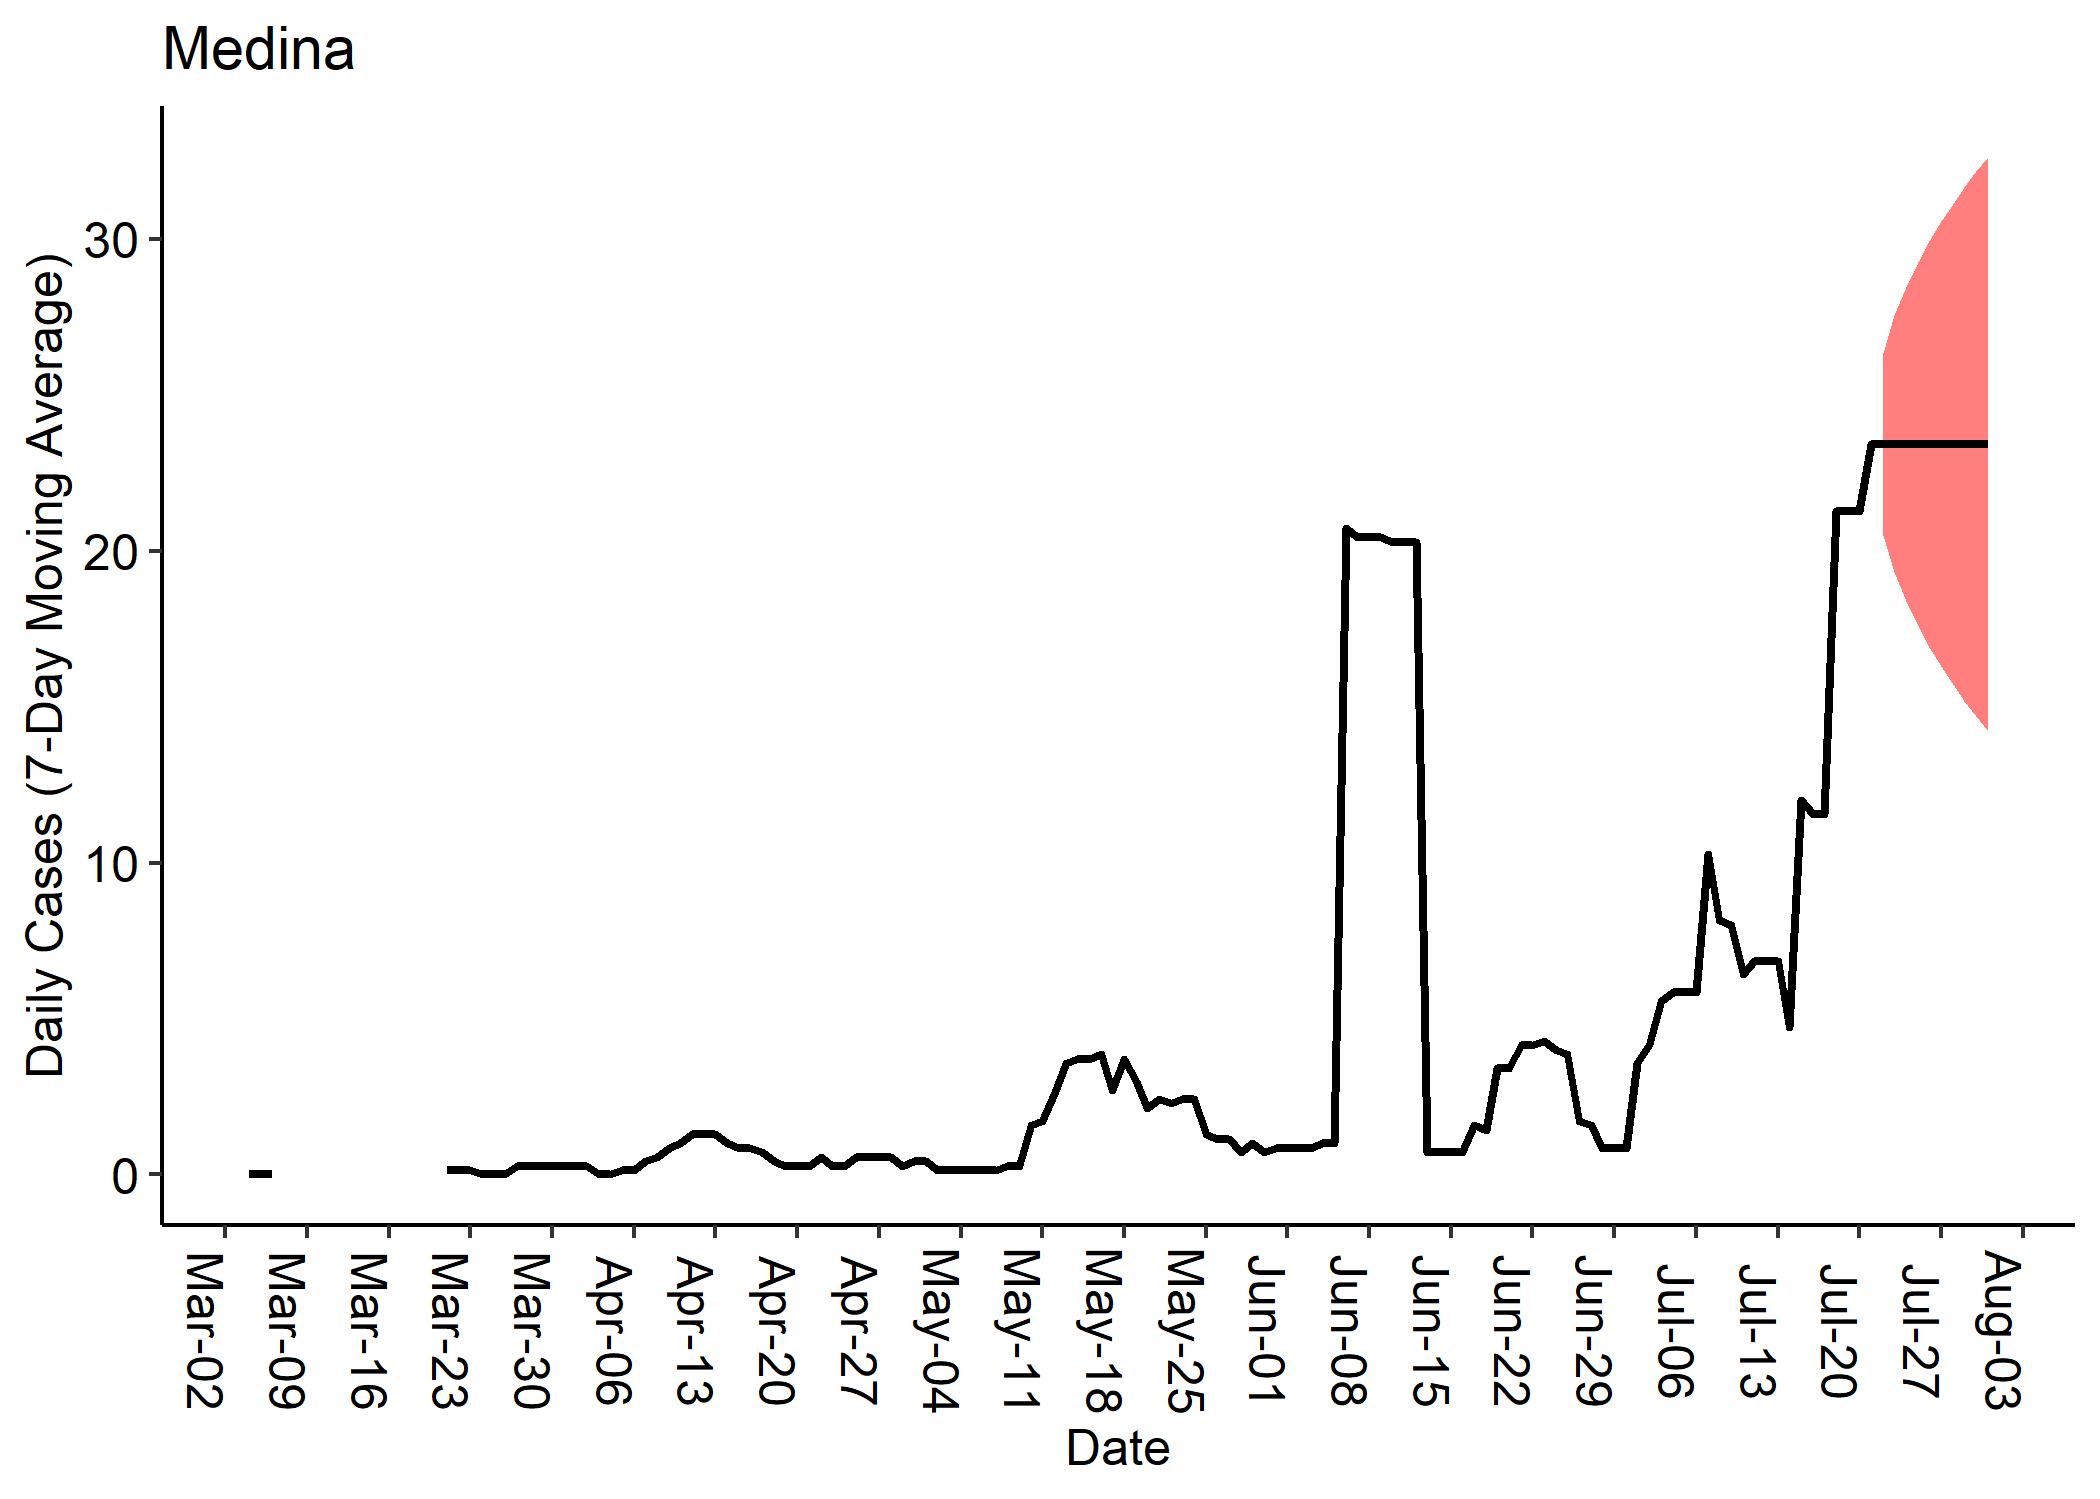 Medina
Daily Cases (7-Day Moving Average)
30
20
10
0
Mar-02
Mar-09
Mar-16
Mar-23
Mar-30
Apr-06
Apr-13
Apr-20
Apr-27
May-04
May-11
May-18
May-25
Jun-01
Jun-08
Jun-15
Jun-22
Jun-29
Jul-06
Jul-13
Jul-20
Jul-27
Aug-03
Date